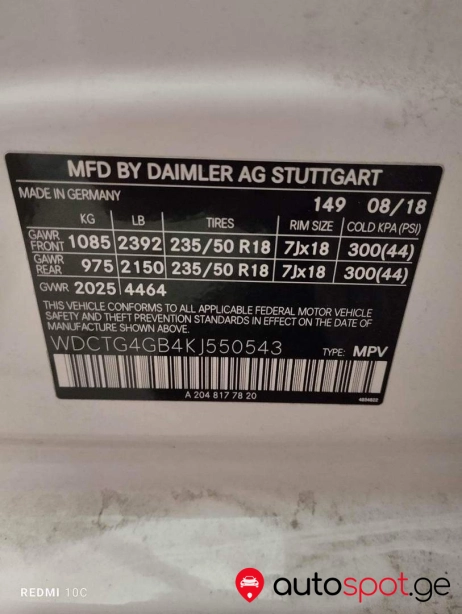 MFD BY DAIMLER AG STUTTGART
MADE IN GERMANY 149 08/18
KG LB TIRES RIM SIZE COLD KPA (PSI)
GAWR FRONT 1085 2392 235/50 R18 7Jx18 300(44)
GAWR REAR 975 2150 235/50 R18 7Jx18 300(44)
GVWR 2025 4464
THIS VEHICLE CONFORMS TO ALL APPLICABLE FEDERAL MOTOR VEHICLE
SAFETY AND THEFT PREVENTION STANDARDS IN EFFECT ON THE DATE OF
MANUFACTURE SHOWN ABOVE.
WDCTG4GB4KJ550543 TYPE: MPV
A 204 817 78 20
REDMI 10C
autospot.ge